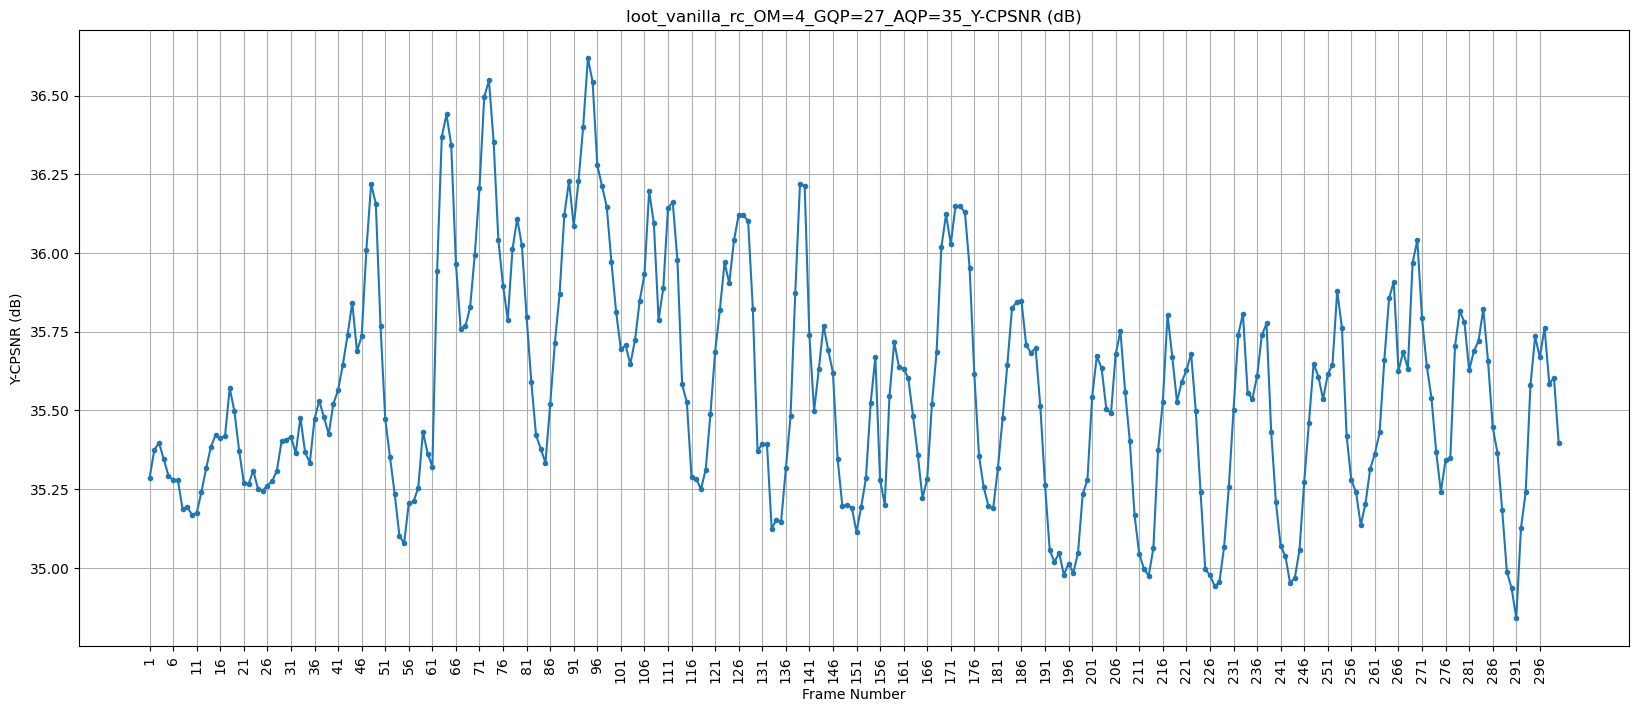 loot_vanilla_rc_OM=4_GQP=27_AQP=35_Y-CPSNR (dB)
Y-CPSNR (dB)
36.50
36.25
36.00
35.75
35.50
35.25
35.00
1 6 11 16 21 26 31 36 41 46 51 56 61 66 71 76 81 86 91 96 101 106 111 116 121 126 131 136 141 146 151 156 161 166 171 176 181 186 191 196 201 206 211 216 221 226 231 236 241 246 251 256 261 266 271 276 281 286 291 296
Frame Number